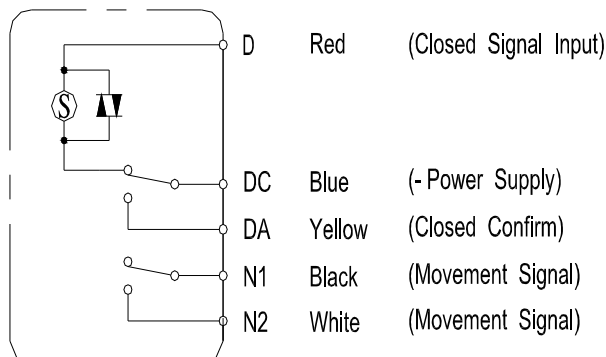 D Red (Closed Signal Input)
S
DC Blue (- Power Supply)
DA Yellow (Closed Confirm)
N1 Black (Movement Signal)
N2 White (Movement Signal)